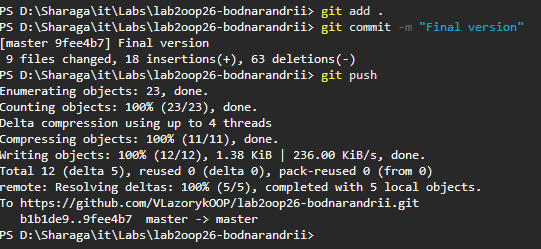 PS D:\Sharaga\it\Labs\lab2oop26-bodnarandrii> git add .
PS D:\Sharaga\it\Labs\lab2oop26-bodnarandrii> git commit -m "Final version"
[master 9fee4b7] Final version
 9 files changed, 18 insertions(+), 63 deletions(-)
PS D:\Sharaga\it\Labs\lab2oop26-bodnarandrii> git push
Enumerating objects: 23, done.
Counting objects: 100% (23/23), done.
Delta compression using up to 4 threads
Compressing objects: 100% (11/11), done.
Writing objects: 100% (12/12), 1.38 KiB | 236.00 KiB/s, done.
Total 12 (delta 5), reused 0 (delta 0), pack-reused 0 (from 0)
remote: Resolving deltas: 100% (5/5), completed with 5 local objects.
To https://github.com/VLazorykOOP/lab2oop26-bodnarandrii.git
   b1b1de9..9fee4b7  master -> master
PS D:\Sharaga\it\Labs\lab2oop26-bodnarandrii>